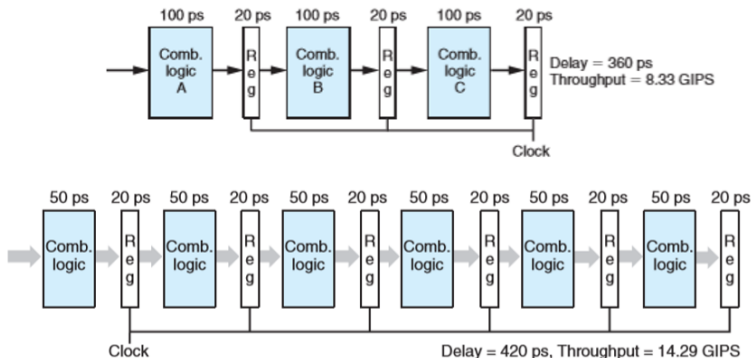 100 ps 20 ps 100 ps 20 ps 100 ps 20 ps
Comb. logic A
Reg
Comb. logic B
Reg
Comb. logic C
Reg
Delay = 360 ps
Throughput = 8.33 GIPS
Clock
50 ps 20 ps 50 ps 20 ps 50 ps 20 ps 50 ps 20 ps 50 ps 20 ps 50 ps 20 ps
Comb. logic
Reg
Comb. logic
Reg
Comb. logic
Reg
Comb. logic
Reg
Comb. logic
Reg
Comb. logic
Reg
Clock
Delay = 420 ps, Throughput = 14.29 GIPS